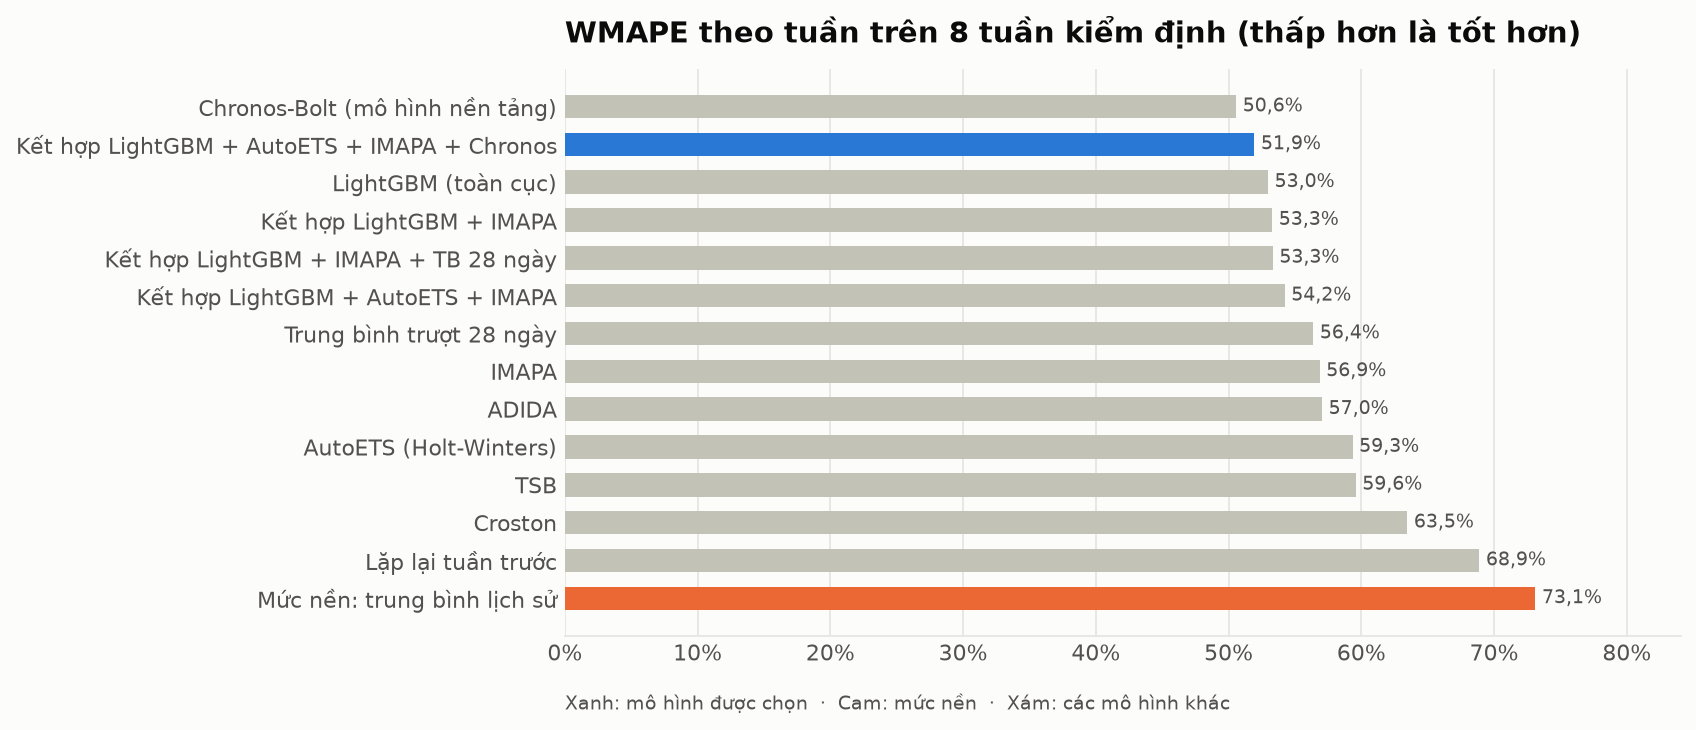 WMAPE theo tuần trên 8 tuần kiểm định (thấp hơn là tốt hơn)
Chronos-Bolt (mô hình nền tảng) 50,6%
Kết hợp LightGBM + AutoETS + IMAPA + Chronos 51,9%
LightGBM (toàn cục) 53,0%
Kết hợp LightGBM + IMAPA 53,3%
Kết hợp LightGBM + IMAPA + TB 28 ngày 53,3%
Kết hợp LightGBM + AutoETS + IMAPA 54,2%
Trung bình trượt 28 ngày 56,4%
IMAPA 56,9%
ADIDA 57,0%
AutoETS (Holt-Winters) 59,3%
TSB 59,6%
Croston 63,5%
Lặp lại tuần trước 68,9%
Mức nền: trung bình lịch sử 73,1%
0% 10% 20% 30% 40% 50% 60% 70% 80%
Xanh: mô hình được chọn · Cam: mức nền · Xám: các mô hình khác